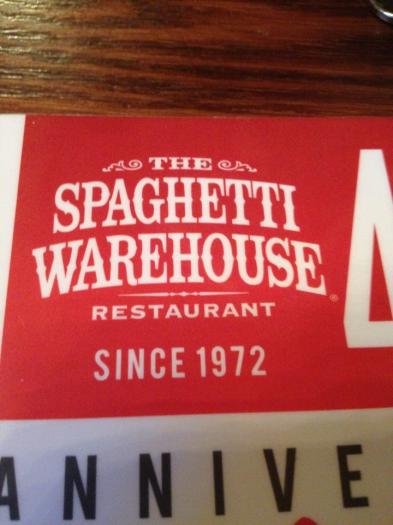 THE
SPAGHETTI
WAREHOUSE®
RESTAURANT
SINCE 1972
ANNIVE